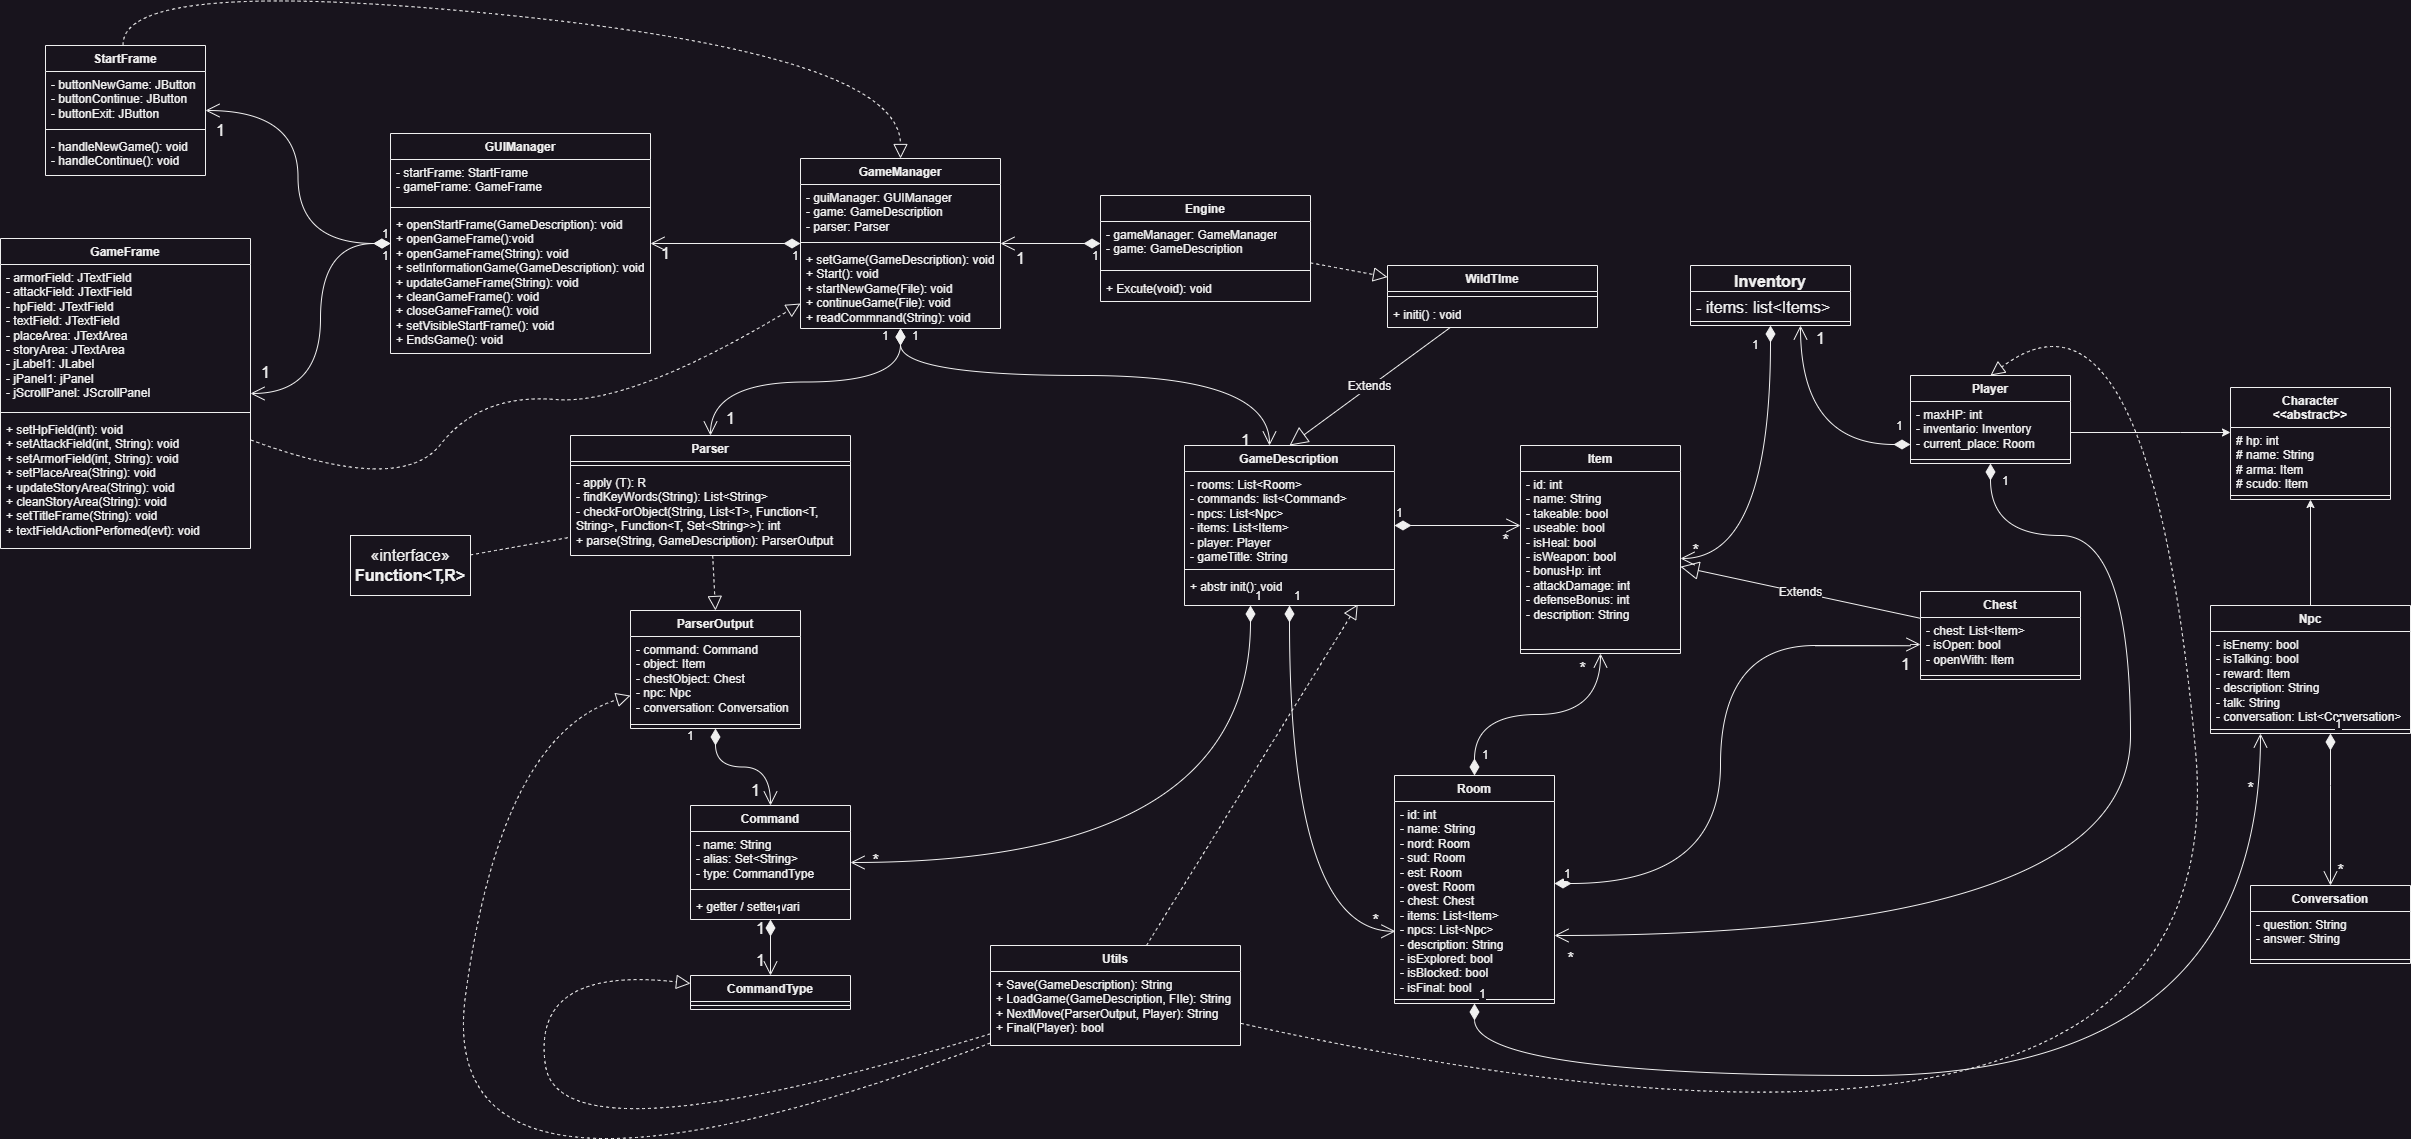 StartFrame
- buttonNewGame: JButton
- buttonContinue: JButton
- buttonExit: JButton
- handleNewGame(): void
- handleContinue(): void
1
GameFrame
- armorField: JTextField
- attackField: JTextField
- hpField: JTextField
- textField: JTextField
- placeArea: JTextArea
- storyArea: JTextArea
- jLabel1: JLabel
- jPanel1: jPanel
- jScrollPanel: JScrollPanel
+ setHpField(int): void
+ setAttackField(int, String): void
+ setArmorField(int, String): void
+ setPlaceArea(String): void
+ updateStoryArea(String): void
+ cleanStoryArea(String): void
+ setTitleFrame(String): void
+ textFieldActionPerfomed(evt): void
1
GUIManager
- startFrame: StartFrame
- gameFrame: GameFrame
+ openStartFrame(GameDescription): void
+ openGameFrame():void
+ openGameFrame(String): void
+ setInformationGame(GameDescription): void
+ updateGameFrame(String): void
+ cleanGameFrame(): void
+ closeGameFrame(): void
+ setVisibleStartFrame(): void
+ EndsGame(): void
1
1
1
GameManager
- guiManager: GUIManager
- game: GameDescription
- parser: Parser
+ setGame(GameDescription): void
+ Start(): void
+ startNewGame(File): void
+ continueGame(File): void
+ readCommnand(String): void
1
1
1
1
Engine
- gameManager: GameManager
- game: GameDescription
+ Excute(void): void
1
WildTIme
+ initi() : void
Extends
Inventory
- items: list<Items>
1
1
Player
- maxHP: int
- inventario: Inventory
- current_place: Room
1
1
Character
<<abstract>>
# hp: int
# name: String
# arma: Item
# scudo: Item
1
Parser
- apply (T): R
- findKeyWords(String): List<String>
- checkForObject(String, List<T>, Function<T,
String>, Function<T, Set<String>>): int
+ parse(String, GameDescription): ParserOutput
«interface»
Function<T,R>
1
GameDescription
- rooms: List<Room>
- commands: list<Command>
- npcs: List<Npc>
- items: List<Item>
- player: Player
- gameTitle: String
+ abstr init(): void
1
1
1
*
Item
- id: int
- name: String
- takeable: bool
- useable: bool
- isHeal: bool
- isWeapon: bool
- bonusHp: int
- attackDamage: int
- defenseBonus: int
- description: String
*
*
Extends
Chest
- chest: List<Item>
- isOpen: bool
- openWith: Item
1
Npc
- isEnemy: bool
- isTalking: bool
- reward: Item
- description: String
- talk: String
- conversation: List<Conversation>
1
*
ParserOutput
- command: Command
- object: Item
- chestObject: Chest
- npc: Npc
- conversation: Conversation
1
1
Command
- name: String
- alias: Set<String>
- type: CommandType
+ getter / setter vari
1
1
1
*
CommandType
Utils
+ Save(GameDescription): String
+ LoadGame(GameDescription, FIle): String
+ NextMove(ParserOutput, Player): String
+ Final(Player): bool
1
Room
- id: int
- name: String
- nord: Room
- sud: Room
- est: Room
- ovest: Room
- chest: Chest
- items: List<Item>
- npcs: List<Npc>
- description: String
- isExplored: bool
- isBlocked: bool
- isFinal: bool
1
1
*
*
*
Conversation
- question: String
- answer: String